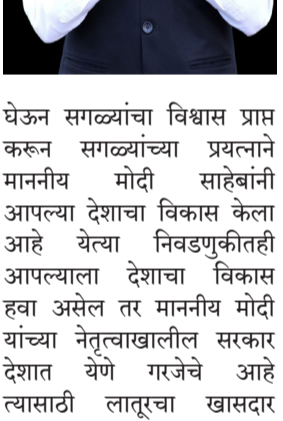 घेऊन सगळ्यांचा विश्वास प्राप्त
करून सगळ्यांच्या प्रयत्नाने
माननीय मोदी साहेबांनी
आपल्या देशाचा विकास केला
आहे येत्या निवडणुकीतही
आपल्याला देशाचा विकास
हवा असेल तर माननीय मोदी
यांच्या नेतृत्वाखालील सरकार
देशात येणे गरजेचे आहे
त्यासाठी लातूरचा खासदार